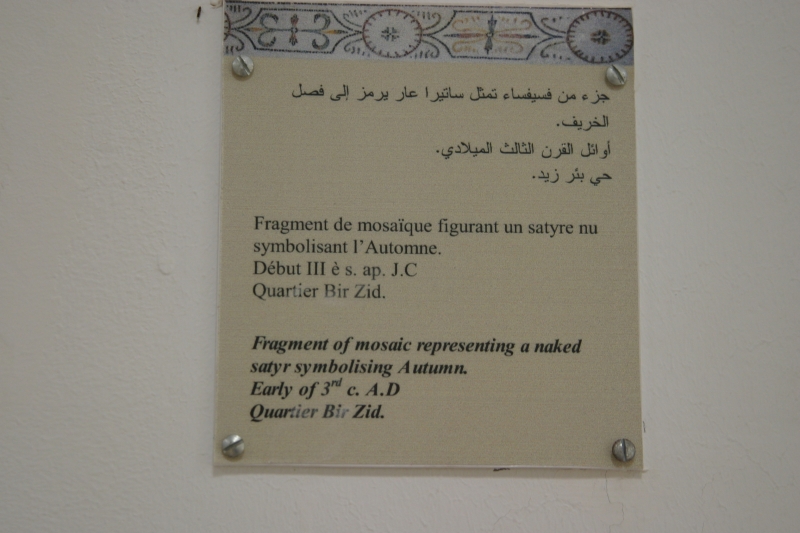 جزء من فسيفساء تمثل ساتيرا عار يرمز إلى فصل
الخريف.
أوائل القرن الثالث الميلادي.
حي بئر زيد.
Fragment de mosaïque figurant un satyre nu
symbolisant l'Automne.
Début III è s. ap. J.C
Quartier Bir Zid.
Fragment of mosaic representing a naked
satyr symbolising Autumn.
Early of 3rd c. A.D
Quartier Bir Zid.